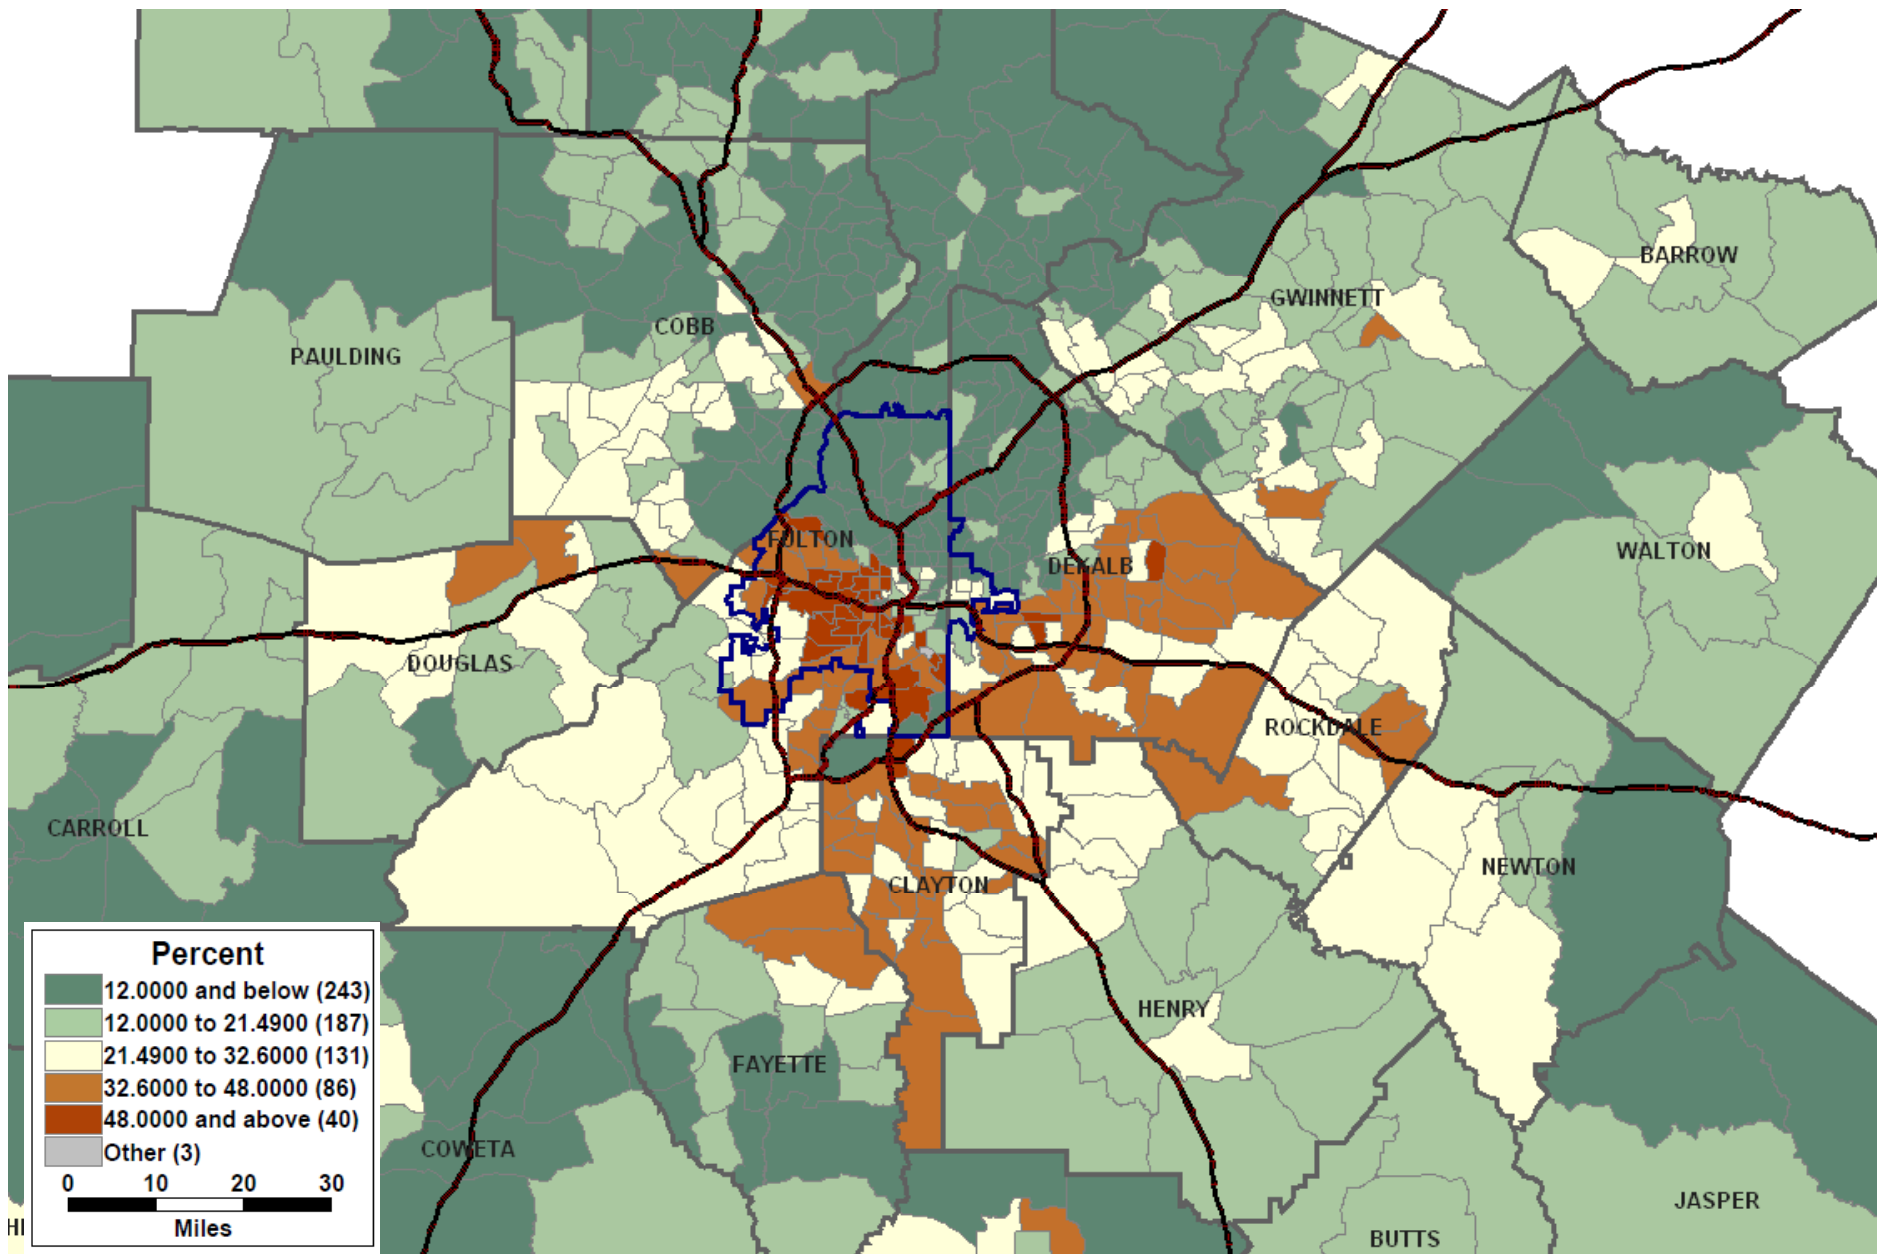 BARROW
GWINNETT
COBB
PAULDING
FULTON
WALTON
DEKALB
DOUGLAS
ROCKDALE
CARROLL
NEWTON
CLAYTON
HENRY
FAYETTE
COWETA
JASPER
BUTTS
Percent
12.0000 and below (243)
12.0000 to 21.4900 (187)
21.4900 to 32.6000 (131)
32.6000 to 48.0000 (86)
48.0000 and above (40)
Other (3)
0 10 20 30
Miles